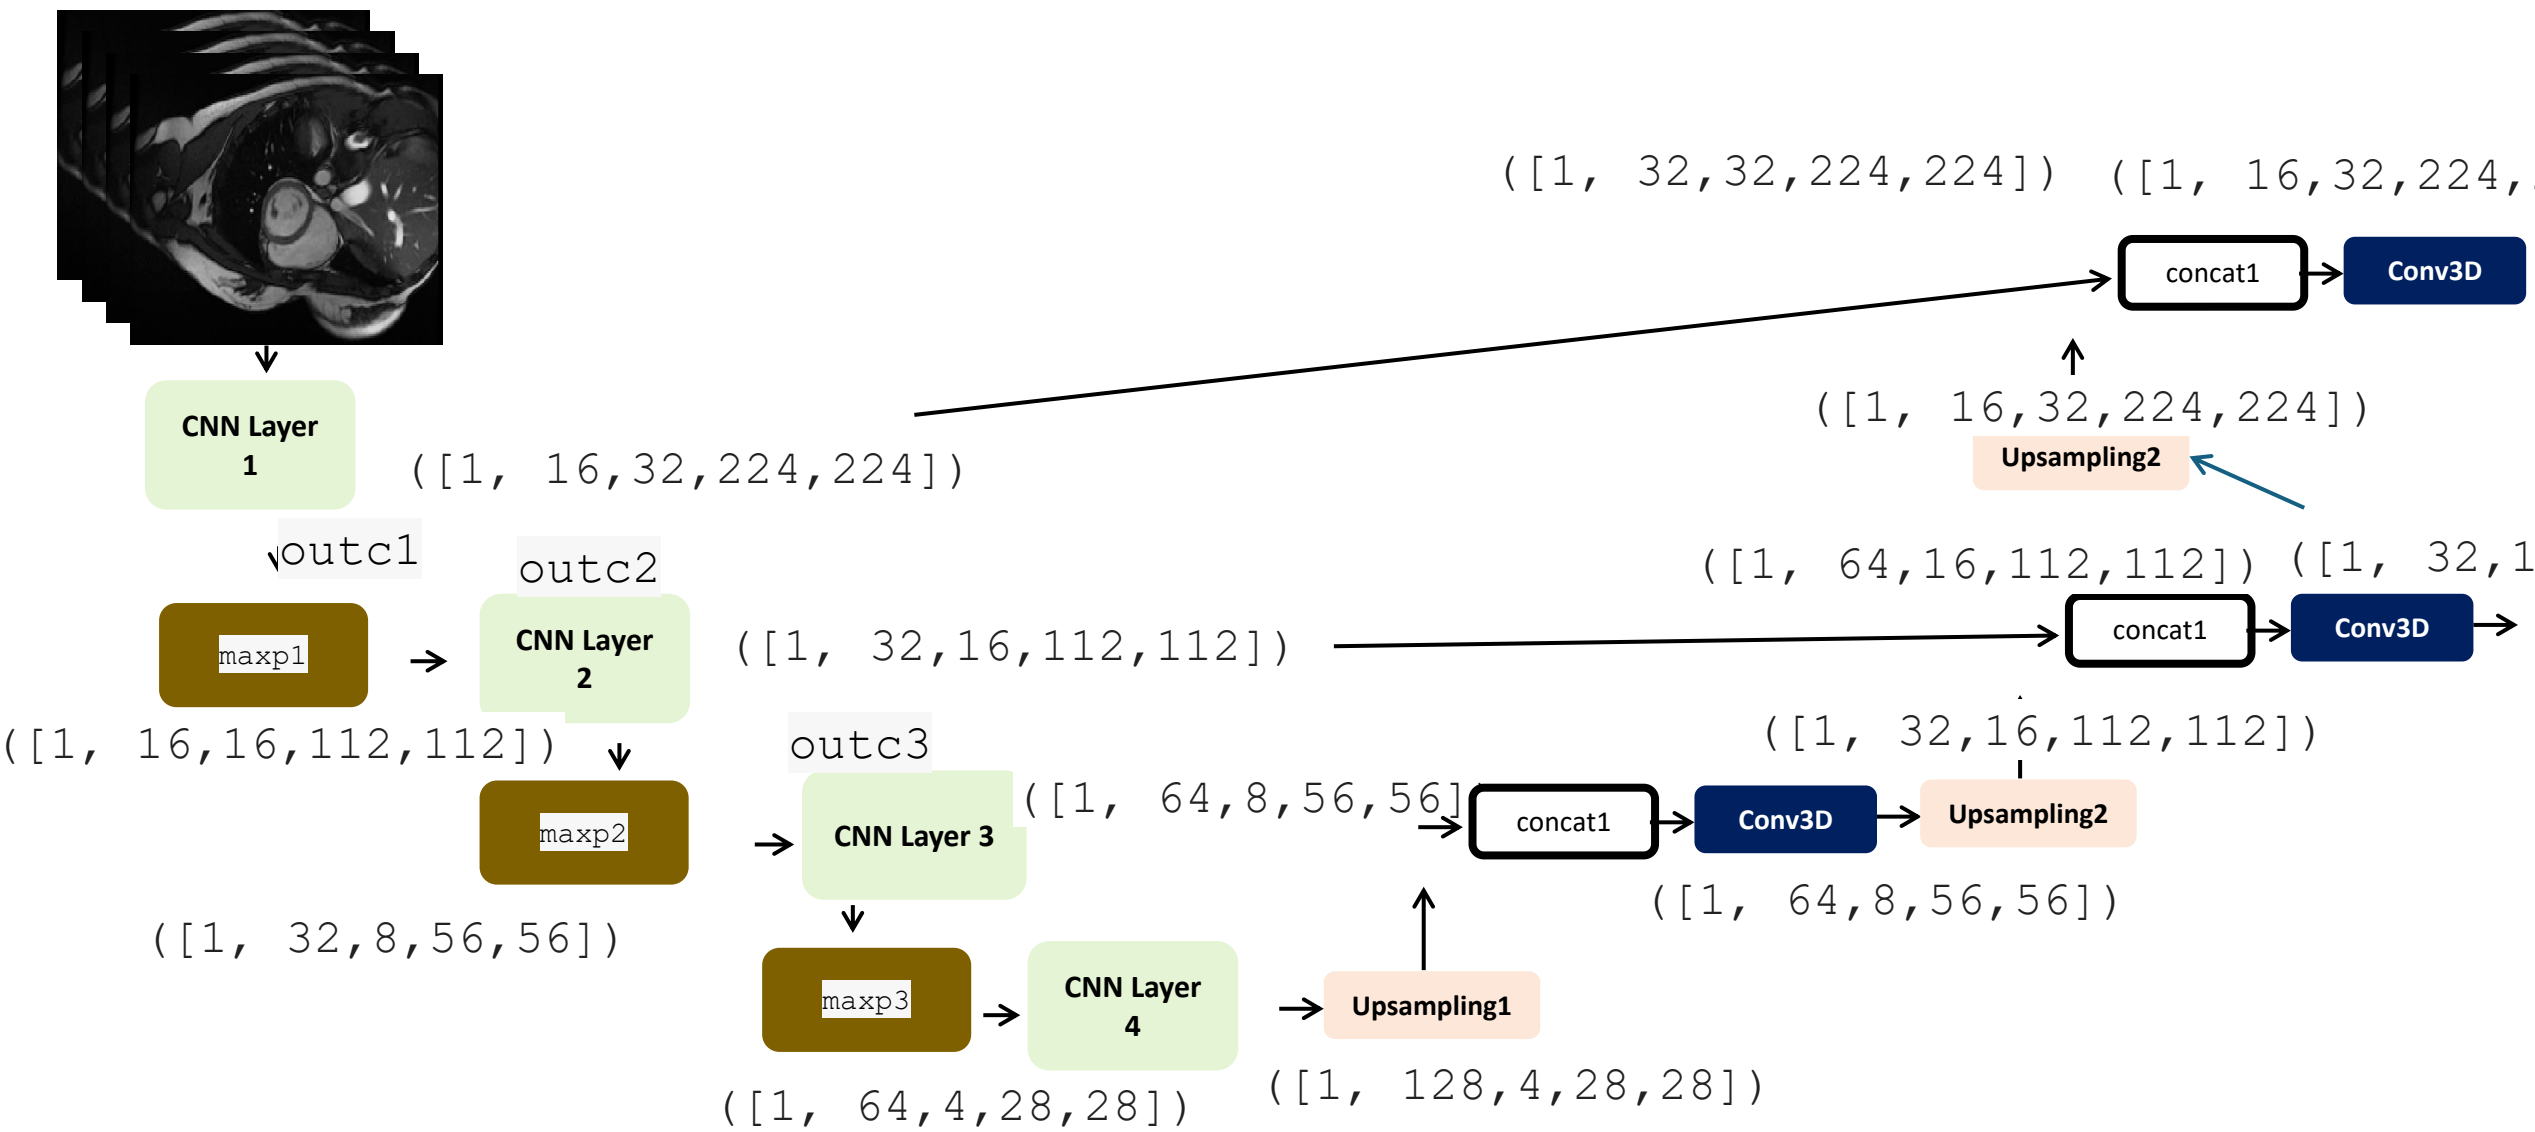 ([1, 32,32,224,224])
([1, 16,32,224,
concat1
Conv3D
([1, 16,32,224,224])
Upsampling2
CNN Layer
1
([1, 16,32,224,224])
outc1
outc2
([1, 64,16,112,112])
([1, 32,1
maxp1
CNN Layer
2
([1, 32,16,112,112])
concat1
Conv3D
([1, 16,16,112,112])
outc3
([1, 32,16,112,112])
maxp2
CNN Layer 3
([1, 64,8,56,56]
concat1
Conv3D
Upsampling2
([1, 32,8,56,56])
([1, 64,8,56,56])
maxp3
CNN Layer
4
Upsampling1
([1, 64,4,28,28])
([1, 128,4,28,28])